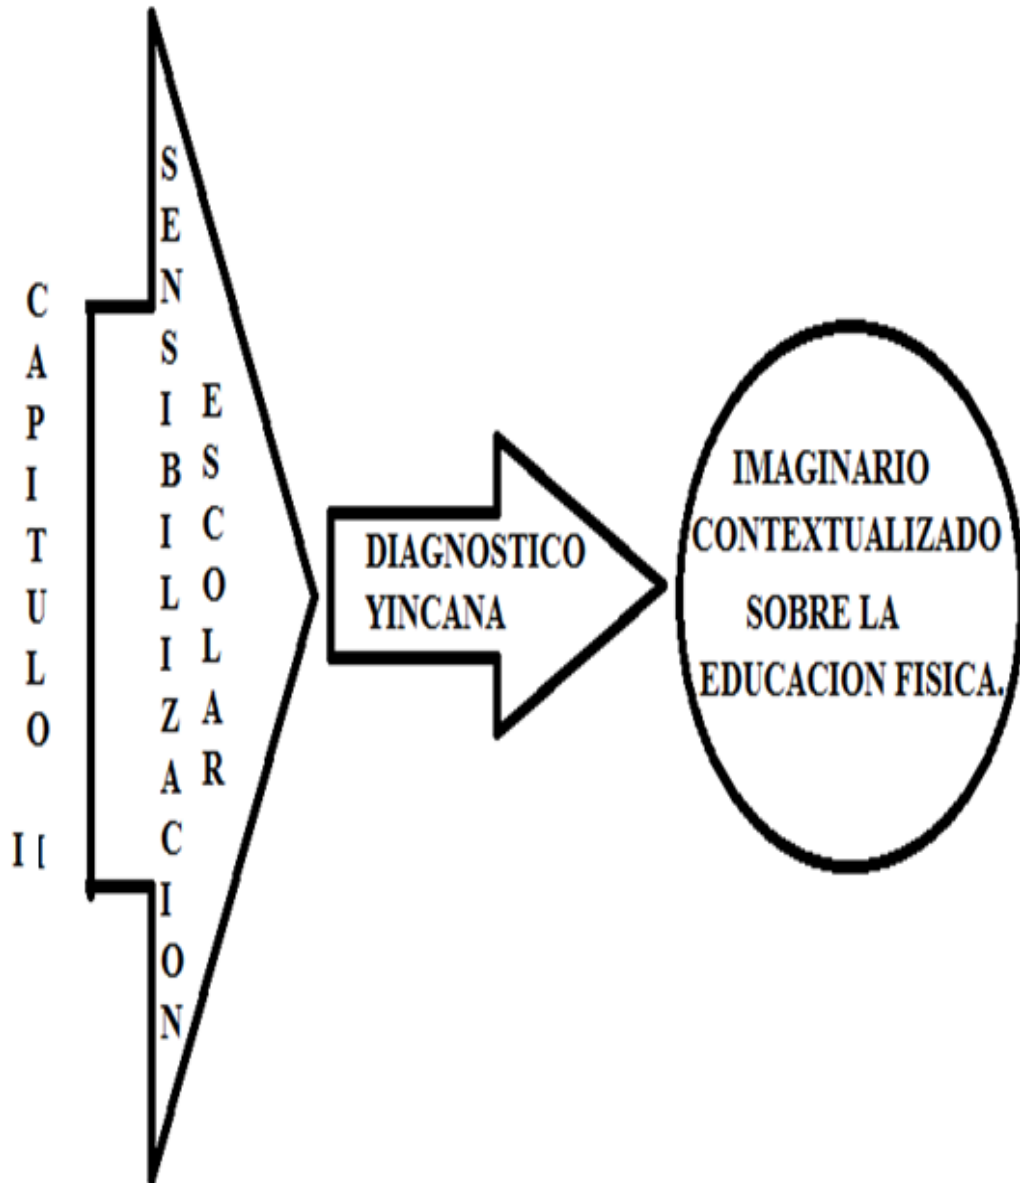 CAPITULO I[
SENSIBILIZACION
ESCOLAR
DIAGNOSTICO
YINCANA
IMAGINARIO
CONTEXTUALIZADO
SOBRE LA
EDUCACION FISICA.